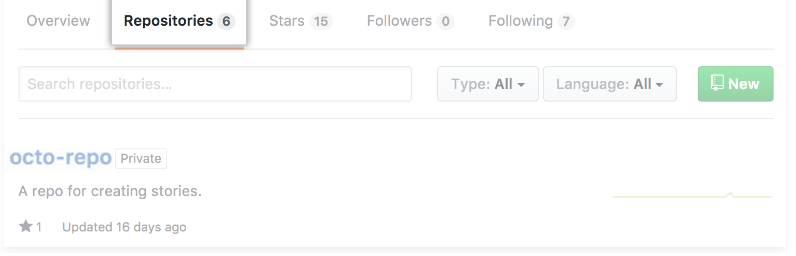 Overview Repositories 6 Stars 15 Followers 0 Following 7
Search repositories... Type: All Language: All New
octo-repo Private
A repo for creating stories.
1 Updated 16 days ago